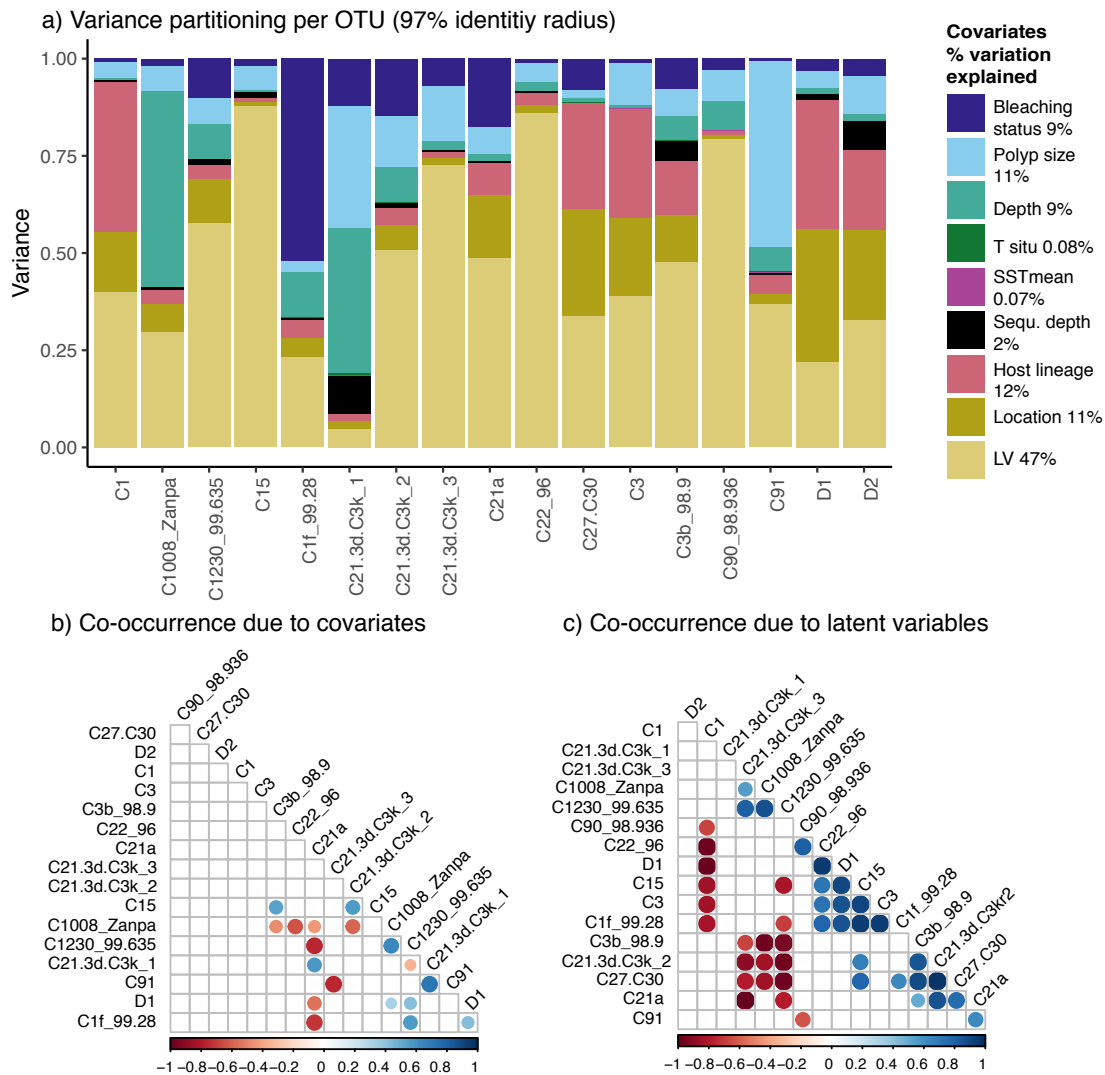 a) Variance partitioning per OTU (97% identitiy radius)
Variance
1.00
0.75
0.50
0.25
0.00
C1
C1008_Zanpa
C1230_99.635
C15
C1f_99.28
C21.3d.C3k_1
C21.3d.C3k_2
C21.3d.C3k_3
C21a
C22_96
C27.C30
C3
C3b_98.9
C90_98.936
C91
D1
D2
Covariates
% variation
explained
Bleaching
status 9%
Polyp size
11%
Depth 9%
T situ 0.08%
SSTmean
0.07%
Sequ. depth
2%
Host lineage
12%
Location 11%
LV 47%
b) Co-occurrence due to covariates
C90_98.936
C27.C30
D2
C1
C3
C3b_98.9
C22_96
C21a
C21.3d.C3k_3
C21.3d.C3k_2
C15
C1008_Zanpa
C1230_99.635
C21.3d.C3k_1
C91
D1
C27.C30
D2
C1
C3
C3b_98.9
C22_96
C21a
C21.3d.C3k_3
C21.3d.C3k_2
C15
C1008_Zanpa
C1230_99.635
C21.3d.C3k_1
C91
D1
C1f_99.28
−1 −0.8 −0.6 −0.4 −0.2 0 0.2 0.4 0.6 0.8 1
c) Co-occurrence due to latent variables
D2
C1
C21.3d.C3k_1
C21.3d.C3k_3
C1008_Zanpa
C1230_99.635
C90_98.936
C22_96
D1
C15
C3
C1f_99.28
C3b_98.9
C21.3d.C3kr2
C27.C30
C21a
C1
C21.3d.C3k_1
C21.3d.C3k_3
C1008_Zanpa
C1230_99.635
C90_98.936
C22_96
D1
C15
C3
C1f_99.28
C3b_98.9
C21.3d.C3k_2
C27.C30
C21a
C91
−1 −0.8 −0.6 −0.4 −0.2 0 0.2 0.4 0.6 0.8 1